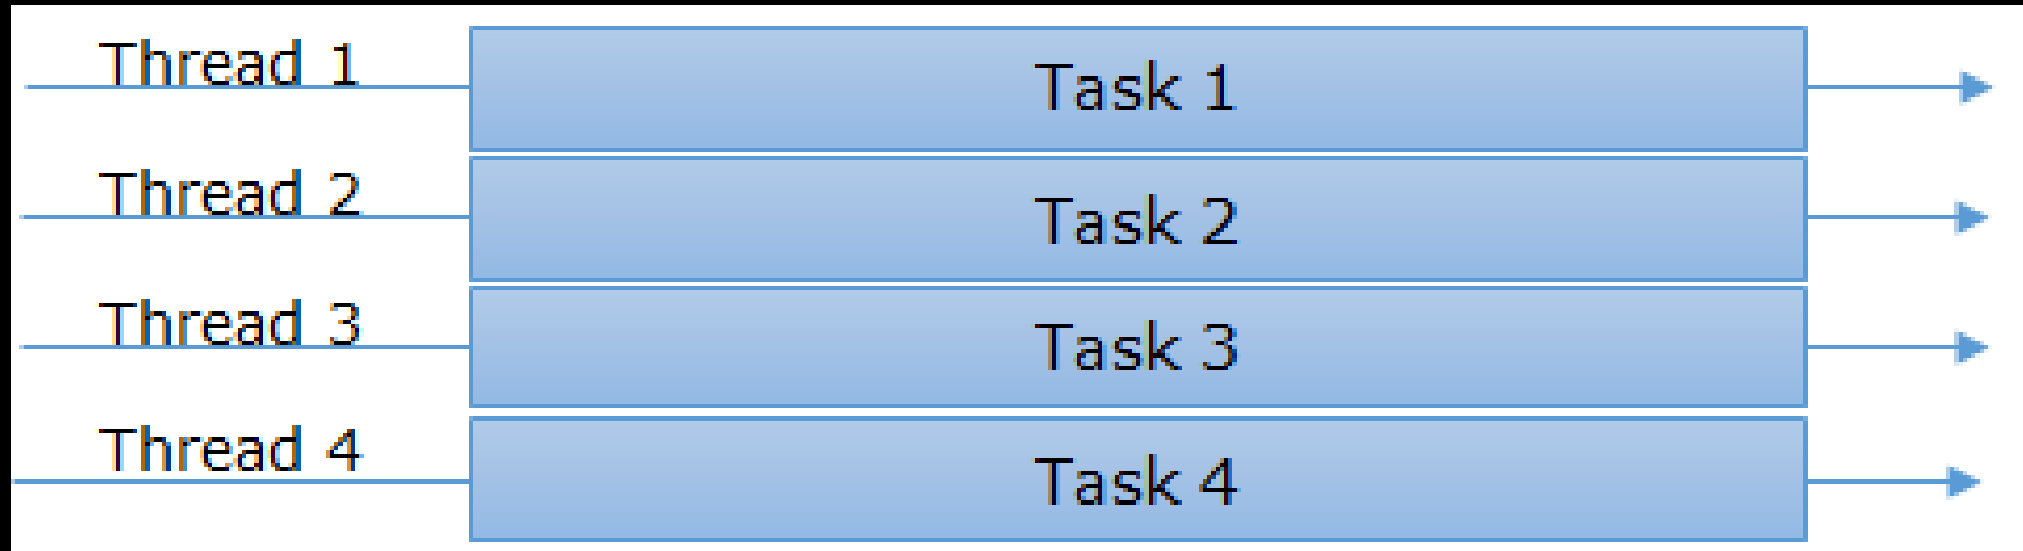 Thread 1 Task 1
Thread 2 Task 2
Thread 3 Task 3
Thread 4 Task 4